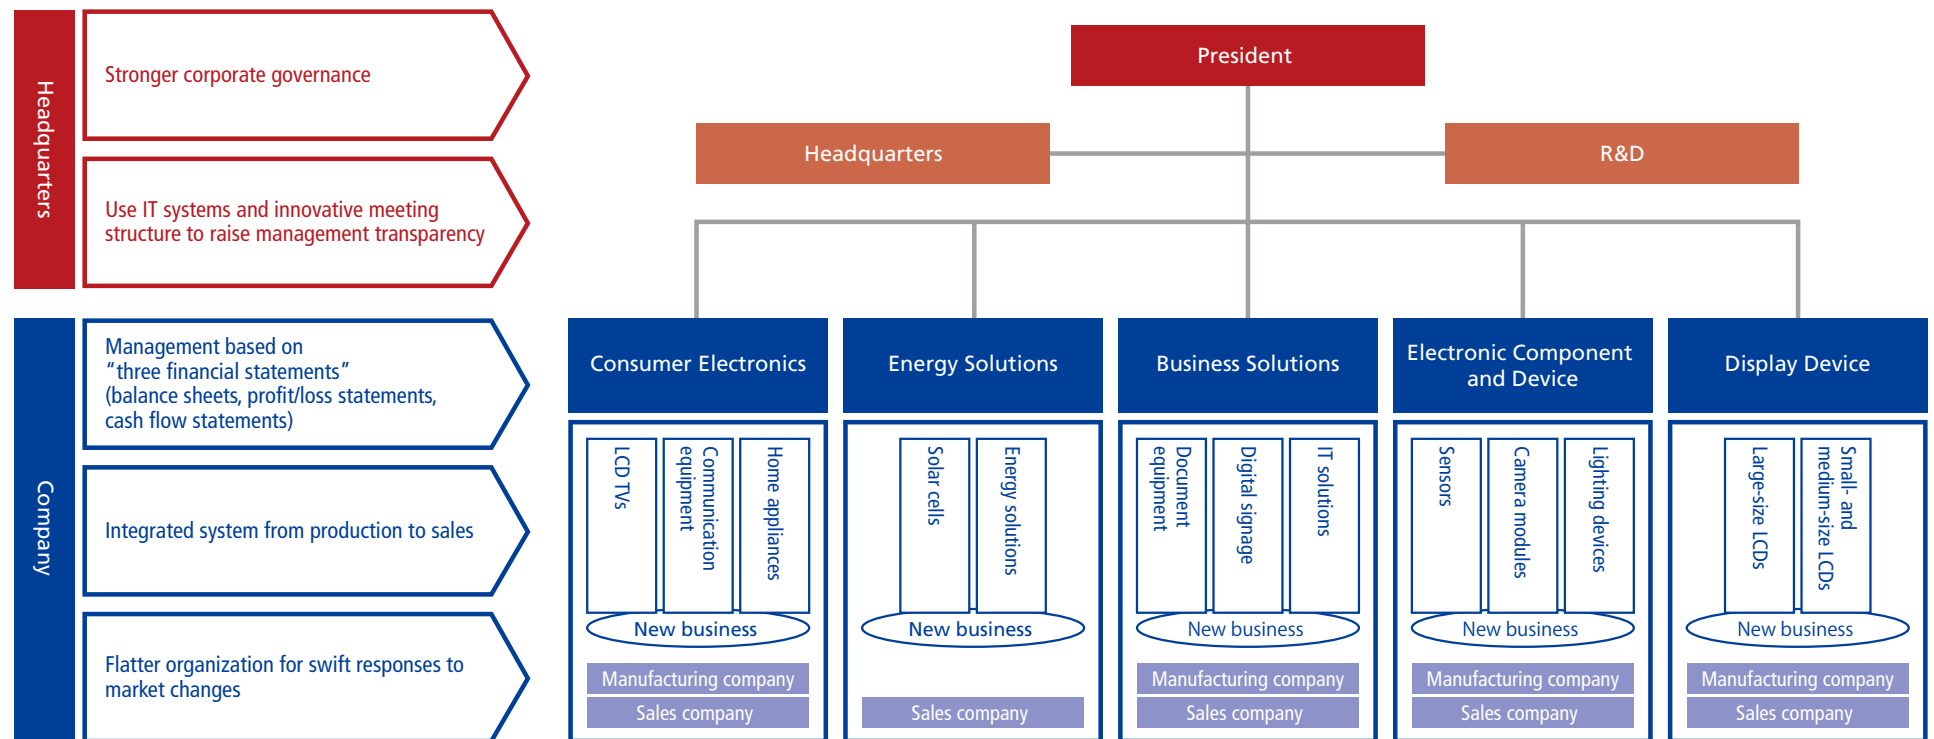 Headquarters
Stronger corporate governance
Use IT systems and innovative meeting
structure to raise management transparency
Company
Management based on
“three financial statements”
(balance sheets, profit/loss statements,
cash flow statements)
Integrated system from production to sales
Flatter organization for swift responses to
market changes
President
Headquarters
R&D
Consumer Electronics
LCD TVs
Communication
equipment
Home appliances
New business
Manufacturing company
Sales company
Energy Solutions
Solar cells
Energy solutions
New business
Sales company
Business Solutions
Document
equipment
Digital signage
IT solutions
New business
Manufacturing company
Sales company
Electronic Component
and Device
Sensors
Camera modules
Lighting devices
New business
Manufacturing company
Sales company
Display Device
Large-size LCDs
Small- and
medium-size LCDs
New business
Manufacturing company
Sales company